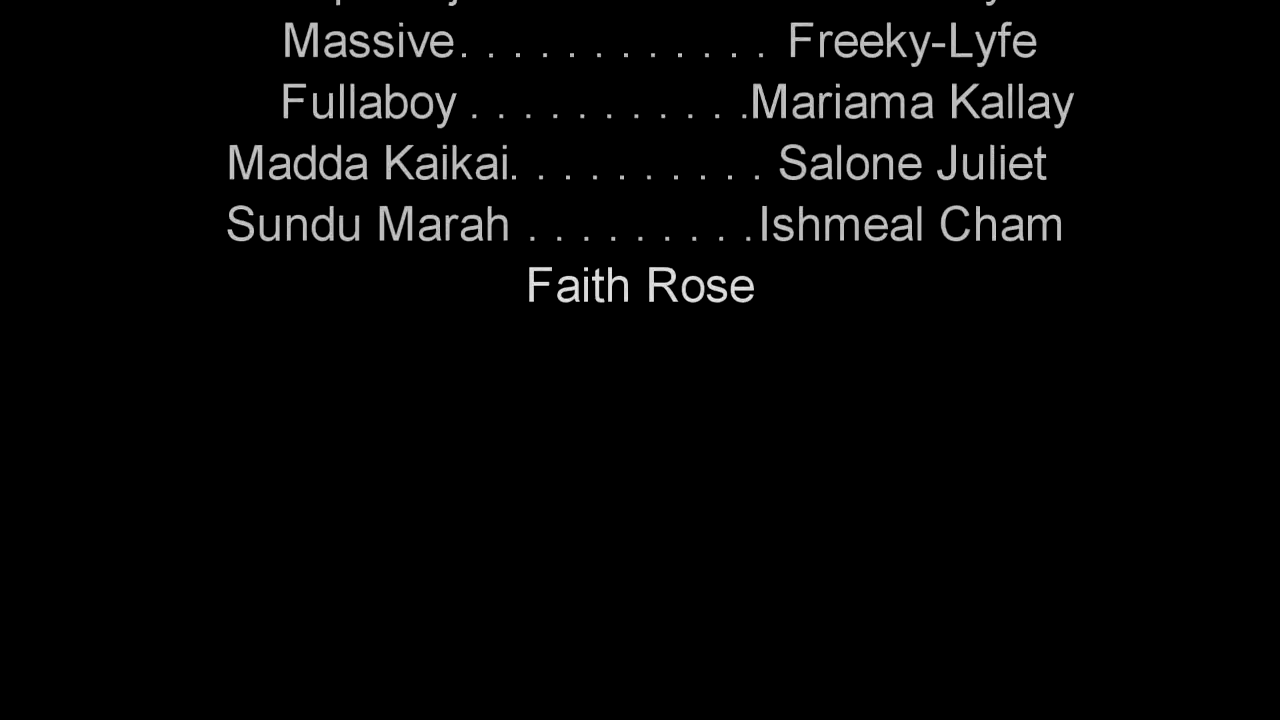 Massive. . . . . . . . . . . . Freeky-Lyfe
Fullaboy . . . . . . . . . . .Mariama Kallay
Madda Kaikai. . . . . . . . . . Salone Juliet
Sundu Marah . . . . . . . . .Ishmeal Cham
Faith Rose